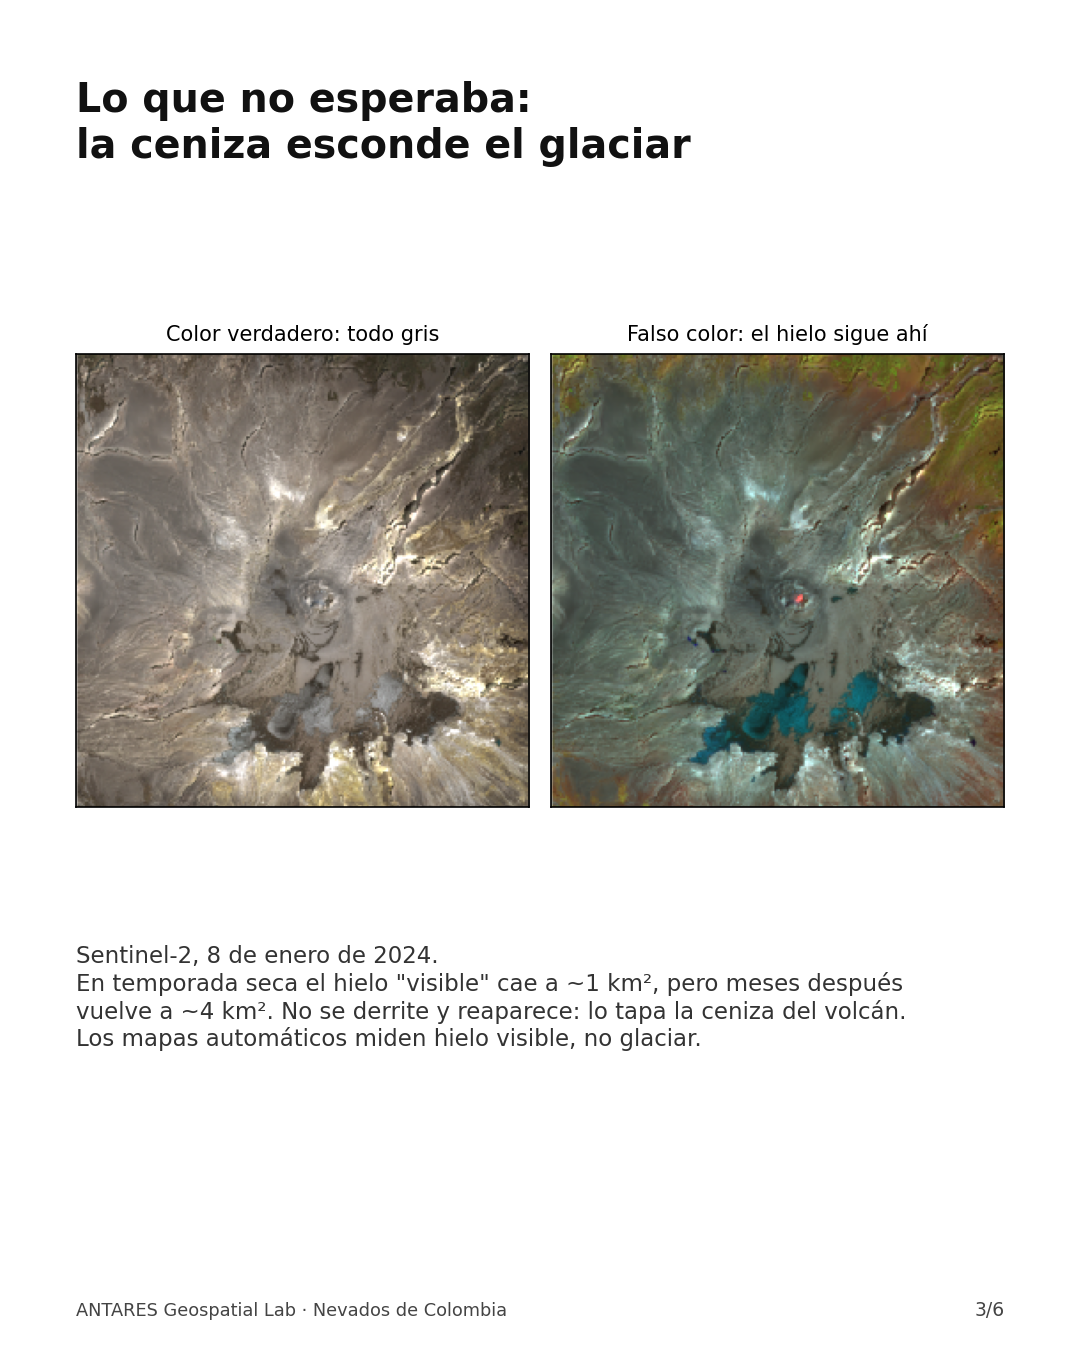 Lo que no esperaba:
la ceniza esconde el glaciar
Color verdadero: todo gris
Falso color: el hielo sigue ahí
Sentinel-2, 8 de enero de 2024.
En temporada seca el hielo "visible" cae a ~1 km², pero meses después
vuelve a ~4 km². No se derrite y reaparece: lo tapa la ceniza del volcán.
Los mapas automáticos miden hielo visible, no glaciar.
ANTARES Geospatial Lab · Nevados de Colombia
3/6